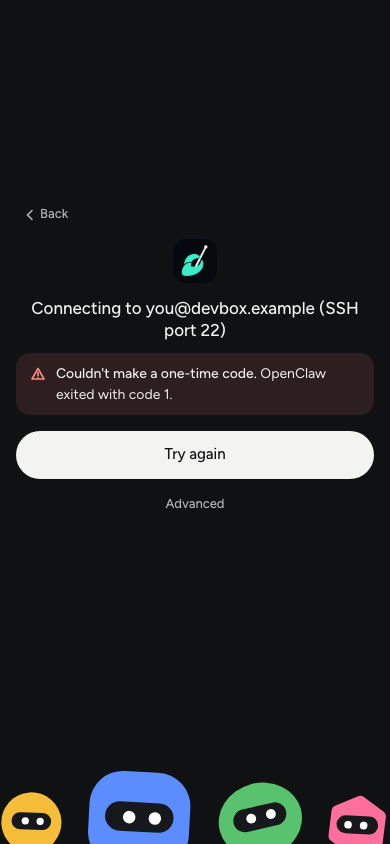 Back
Connecting to you@devbox.example (SSH
port 22)
Couldn't make a one-time code. OpenClaw
exited with code 1.
Try again
Advanced